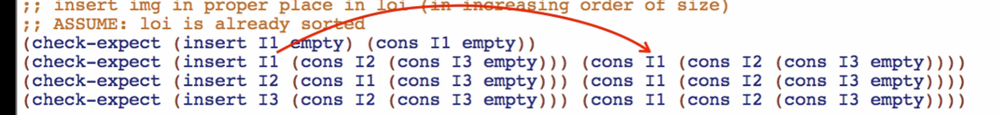 ;; insert img in proper place in loi (in increasing order of size)
;; ASSUME: loi is already sorted
(check-expect (insert I1 empty) (cons I1 empty))
(check-expect (insert I1 (cons I2 (cons I3 empty))) (cons I1 (cons I2 (cons I3 empty))))
(check-expect (insert I2 (cons I1 (cons I3 empty))) (cons I1 (cons I2 (cons I3 empty))))
(check-expect (insert I3 (cons I2 (cons I3 empty))) (cons I1 (cons I2 (cons I3 empty))))